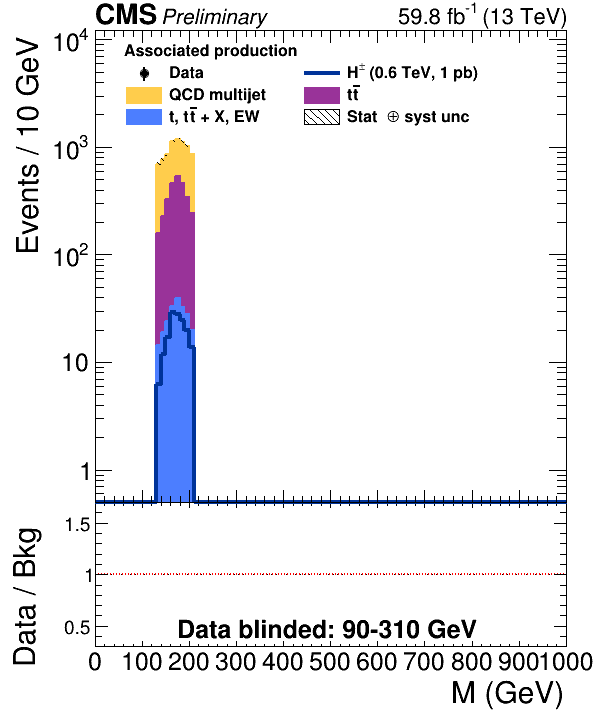 CMS Preliminary 59.8 fb⁻¹ (13 TeV)
Associated production
Data
H± (0.6 TeV, 1 pb)
QCD multijet
tt̄
t, tt̄ + X, EW
Stat ⊕ syst unc
Events / 10 GeV
10⁴
10³
10²
10
1
Data / Bkg
1.5
1
0.5
Data blinded: 90-310 GeV
0 100 200 300 400 500 600 700 800 900 1000
M (GeV)